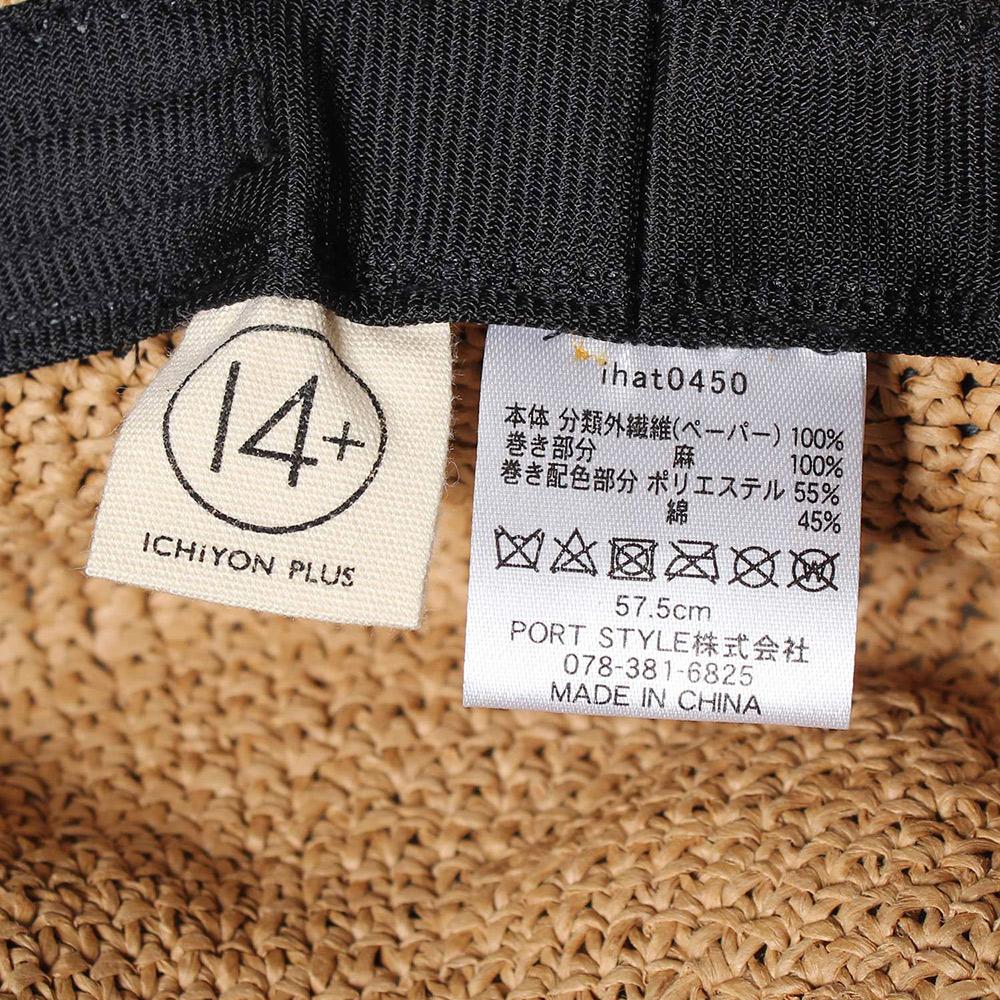 14+
ICHiYON PLUS
ihat0450
本体 分類外繊維(ペーパー) 100%
巻き部分 麻 100%
巻き配色部分 ポリエステル 55%
綿 45%
W
57.5cm
PORT STYLE株式会社
078-381-6825
MADE IN CHINA